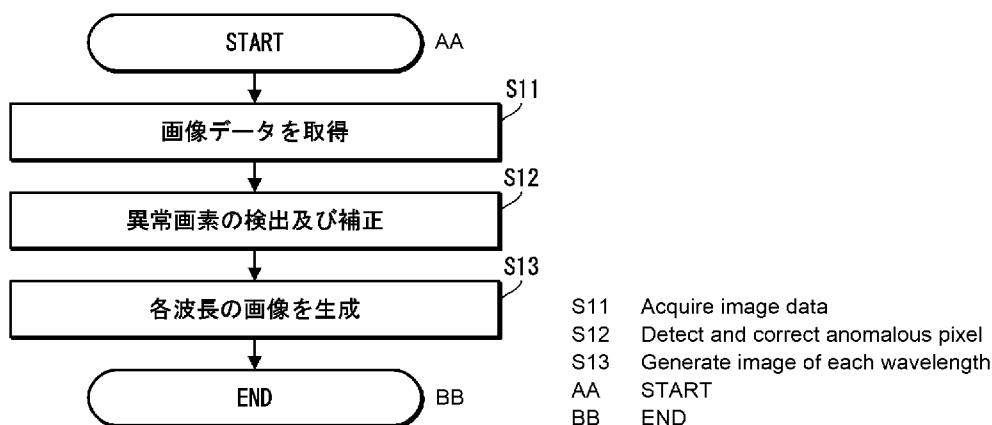 START
AA
S11
画像データを取得
S12
異常画素の検出及び補正
S13
各波長の画像を生成
END
BB
S11 Acquire image data
S12 Detect and correct anomalous pixel
S13 Generate image of each wavelength
AA START
BB END